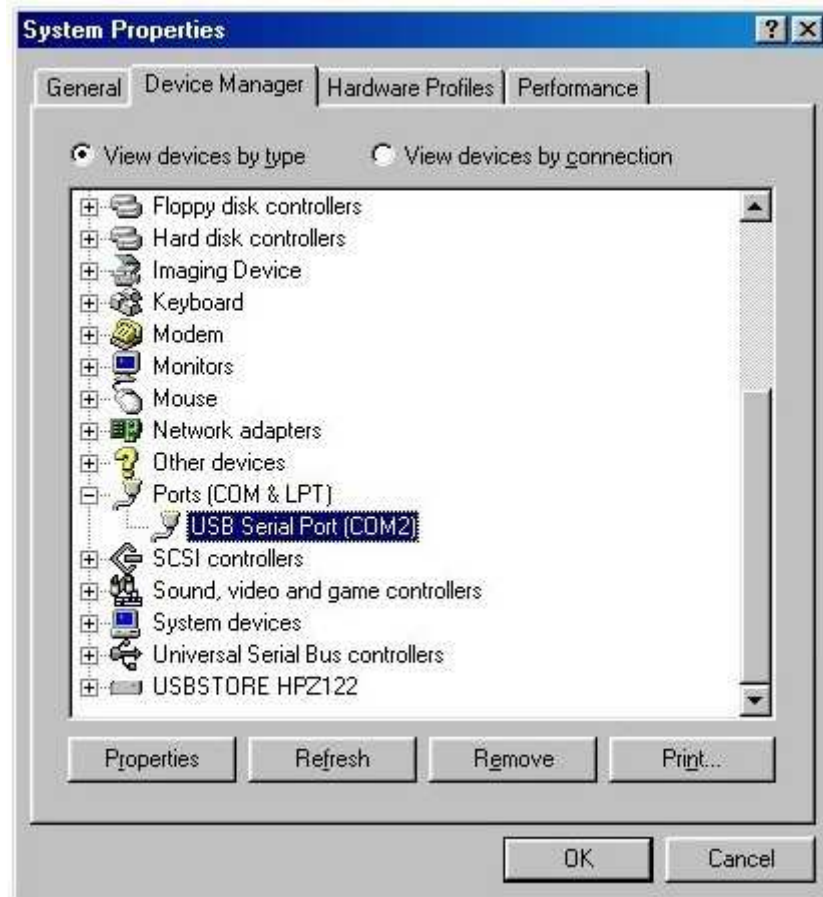 System Properties
General Device Manager Hardware Profiles Performance
View devices by type View devices by connection
Floppy disk controllers
Hard disk controllers
Imaging Device
Keyboard
Modem
Monitors
Mouse
Network adapters
Other devices
Ports (COM & LPT)
USB Serial Port (COM2)
SCSI controllers
Sound, video and game controllers
System devices
Universal Serial Bus controllers
USBSTORE HPZ122
Properties Refresh Remove Print...
OK Cancel